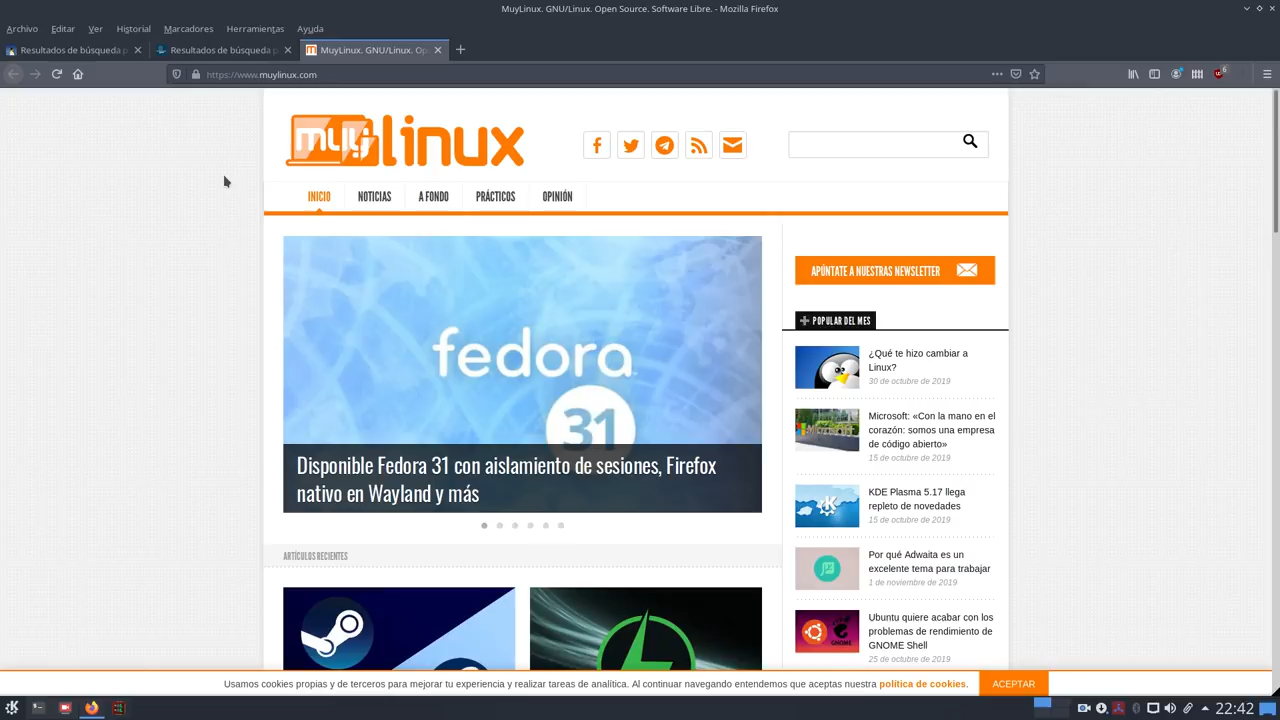 MuyLinux. GNU/Linux. Open Source. Software Libre. - Mozilla Firefox
Archivo Editar Ver Historial Marcadores Herramientas Ayuda
Resultados de búsqueda p
Resultados de búsqueda p
MuyLinux. GNU/Linux. Op
https://www.muylinux.com
6
muylinux
INICIO
NOTICIAS
A FONDO
PRÁCTICOS
OPINIÓN
fedora
31
Disponible Fedora 31 con aislamiento de sesiones, Firefox
nativo en Wayland y más
ARTÍCULOS RECIENTES
APÚNTATE A NUESTRAS NEWSLETTER
POPULAR DEL MES
¿Qué te hizo cambiar a
Linux?
30 de octubre de 2019
Microsoft: «Con la mano en el
corazón: somos una empresa
de código abierto»
15 de octubre de 2019
KDE Plasma 5.17 llega
repleto de novedades
15 de octubre de 2019
Por qué Adwaita es un
excelente tema para trabajar
1 de noviembre de 2019
Ubuntu quiere acabar con los
problemas de rendimiento de
GNOME Shell
25 de octubre de 2019
Usamos cookies propias y de terceros para mejorar tu experiencia y realizar tareas de analítica. Al continuar navegando entendemos que aceptas nuestra política de cookies.
ACEPTAR
22:42